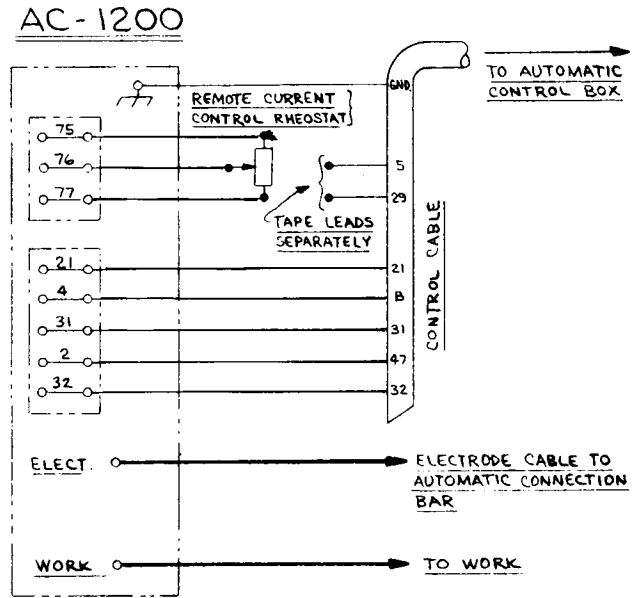 AC-1200
TO AUTOMATIC
CONTROL BOX
GND.
REMOTE CURRENT
CONTROL RHEOSTAT
75
76
77
5
29
TAPE LEADS
SEPARATELY
CONTROL CABLE
21
21
4
B
31
31
2
47
32
32
ELECT.
ELECTRODE CABLE TO
AUTOMATIC CONNECTION
BAR
WORK
TO WORK